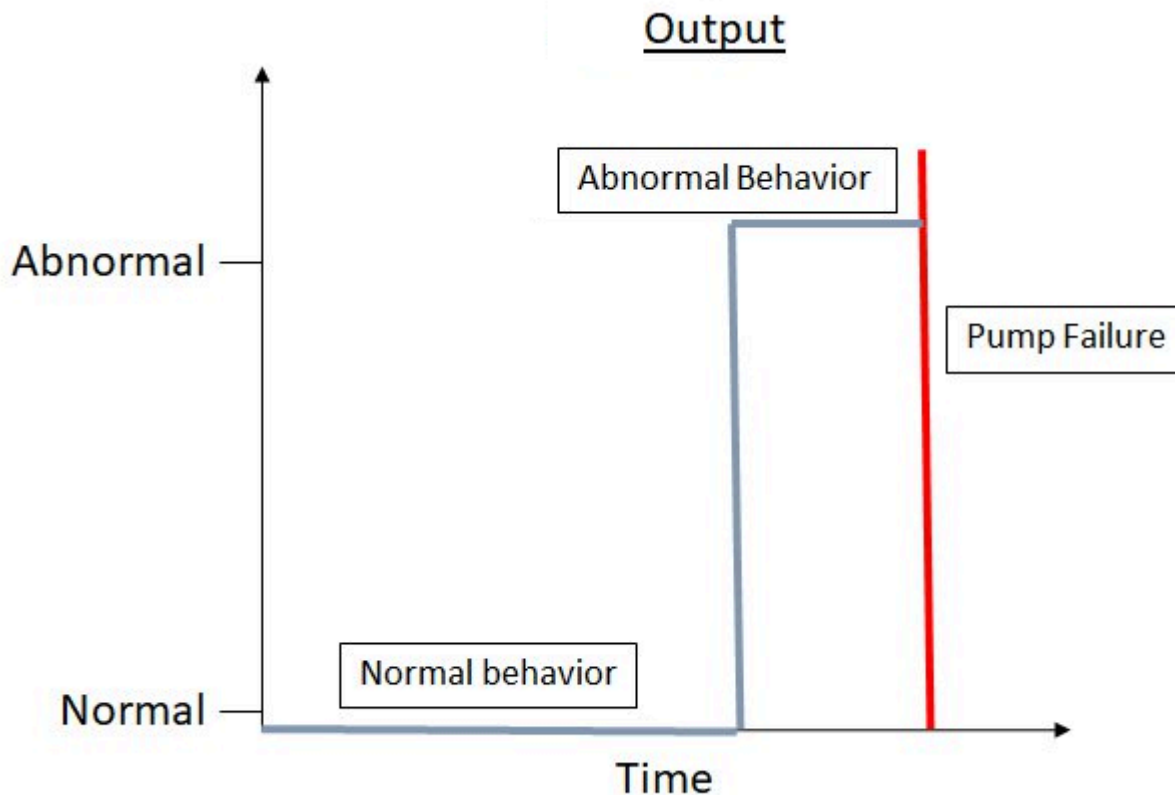 Output
Abnormal Behavior
Abnormal
Pump Failure
Normal behavior
Normal
Time